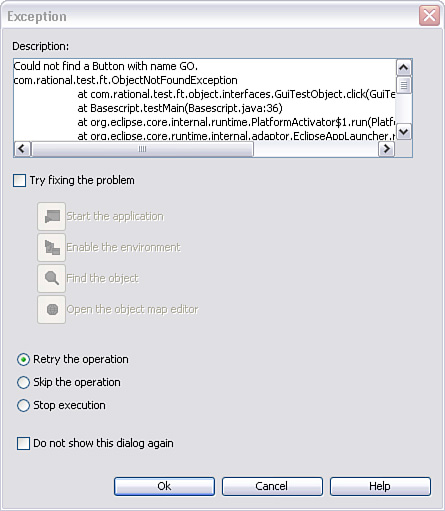 Exception
Description:
Could not find a Button with name GO.
com.rational.test.ft.ObjectNotFoundException
at com.rational.test.ft.object.interfaces.GuiTestObject.click(GuiTe
at Basescript.testMain(Basescript.java:36)
at org.eclipse.core.internal.runtime.PlatformActivator$1.run(Platf
at org.eclipse.core.runtime.internal.adaptor.EclipseAppLauncher.r
Try fixing the problem
Start the application
Enable the environment
Find the object
Open the object map editor
Retry the operation
Skip the operation
Stop execution
Do not show this dialog again
Ok Cancel Help